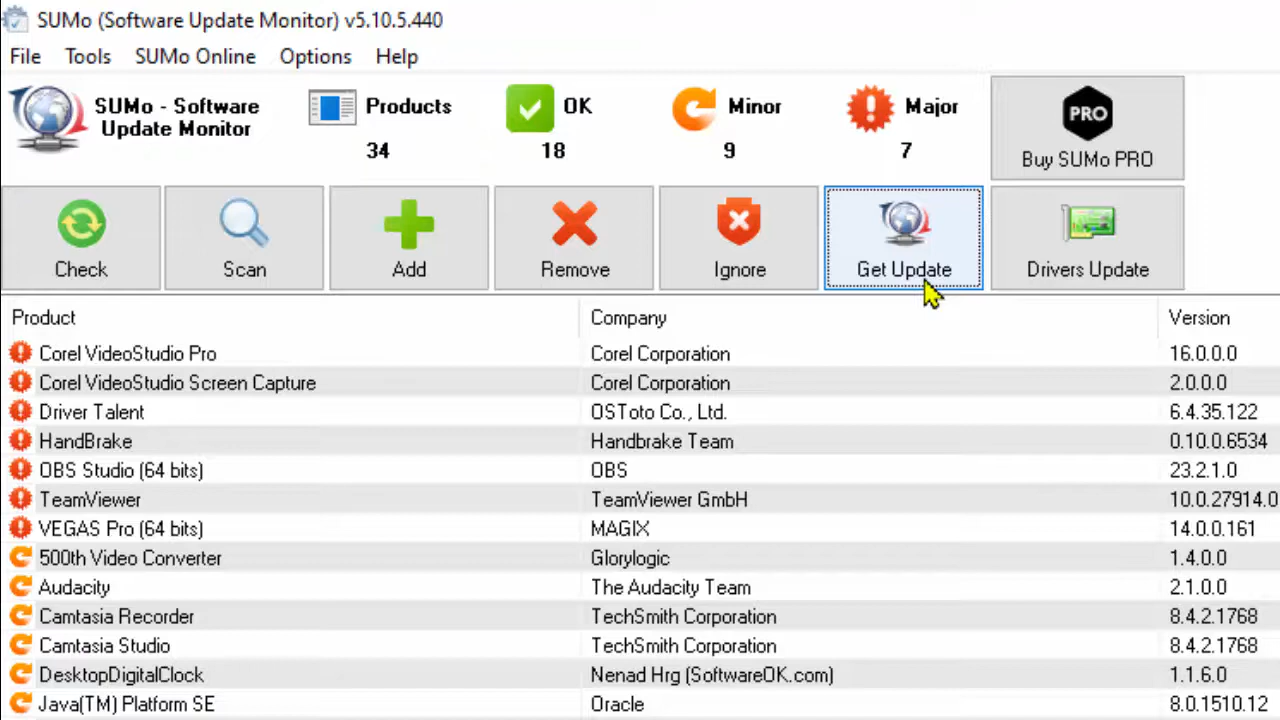 SUMo (Software Update Monitor) v5.10.5.440
File Tools SUMo Online Options Help
SUMo - Software Update Monitor
Products 34
OK 18
Minor 9
Major 7
PRO
Buy SUMo PRO
Check Scan Add Remove Ignore Get Update Drivers Update
Product Company Version
Corel VideoStudio Pro Corel Corporation 16.0.0.0
Corel VideoStudio Screen Capture Corel Corporation 2.0.0.0
Driver Talent OSToto Co., Ltd. 6.4.35.122
HandBrake Handbrake Team 0.10.0.6534
OBS Studio (64 bits) OBS 23.2.1.0
TeamViewer TeamViewer GmbH 10.0.27914.0
VEGAS Pro (64 bits) MAGIX 14.0.0.161
500th Video Converter Glorylogic 1.4.0.0
Audacity The Audacity Team 2.1.0.0
Camtasia Recorder TechSmith Corporation 8.4.2.1768
Camtasia Studio TechSmith Corporation 8.4.2.1768
DesktopDigitalClock Nenad Hrg (SoftwareOK.com) 1.1.6.0
Java(TM) Platform SE Oracle 8.0.1510.12